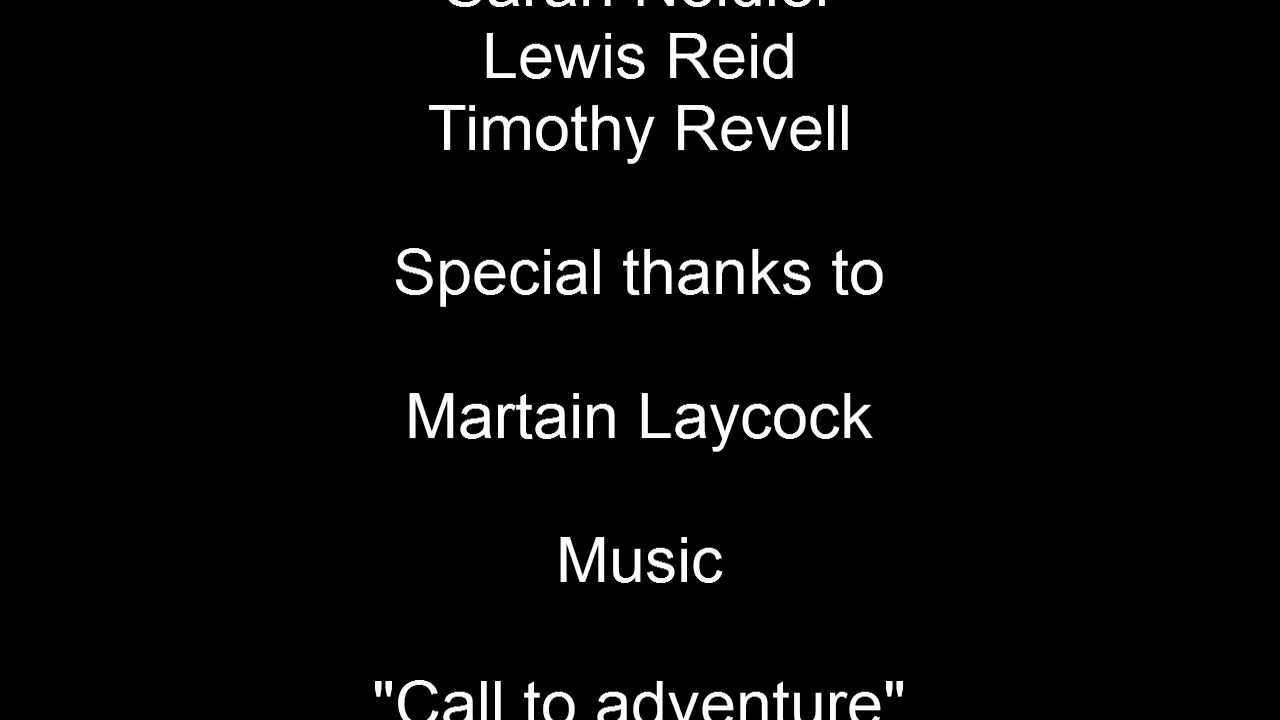 Lewis Reid
Timothy Revell
Special thanks to
Martain Laycock
Music
"Call to adventure"